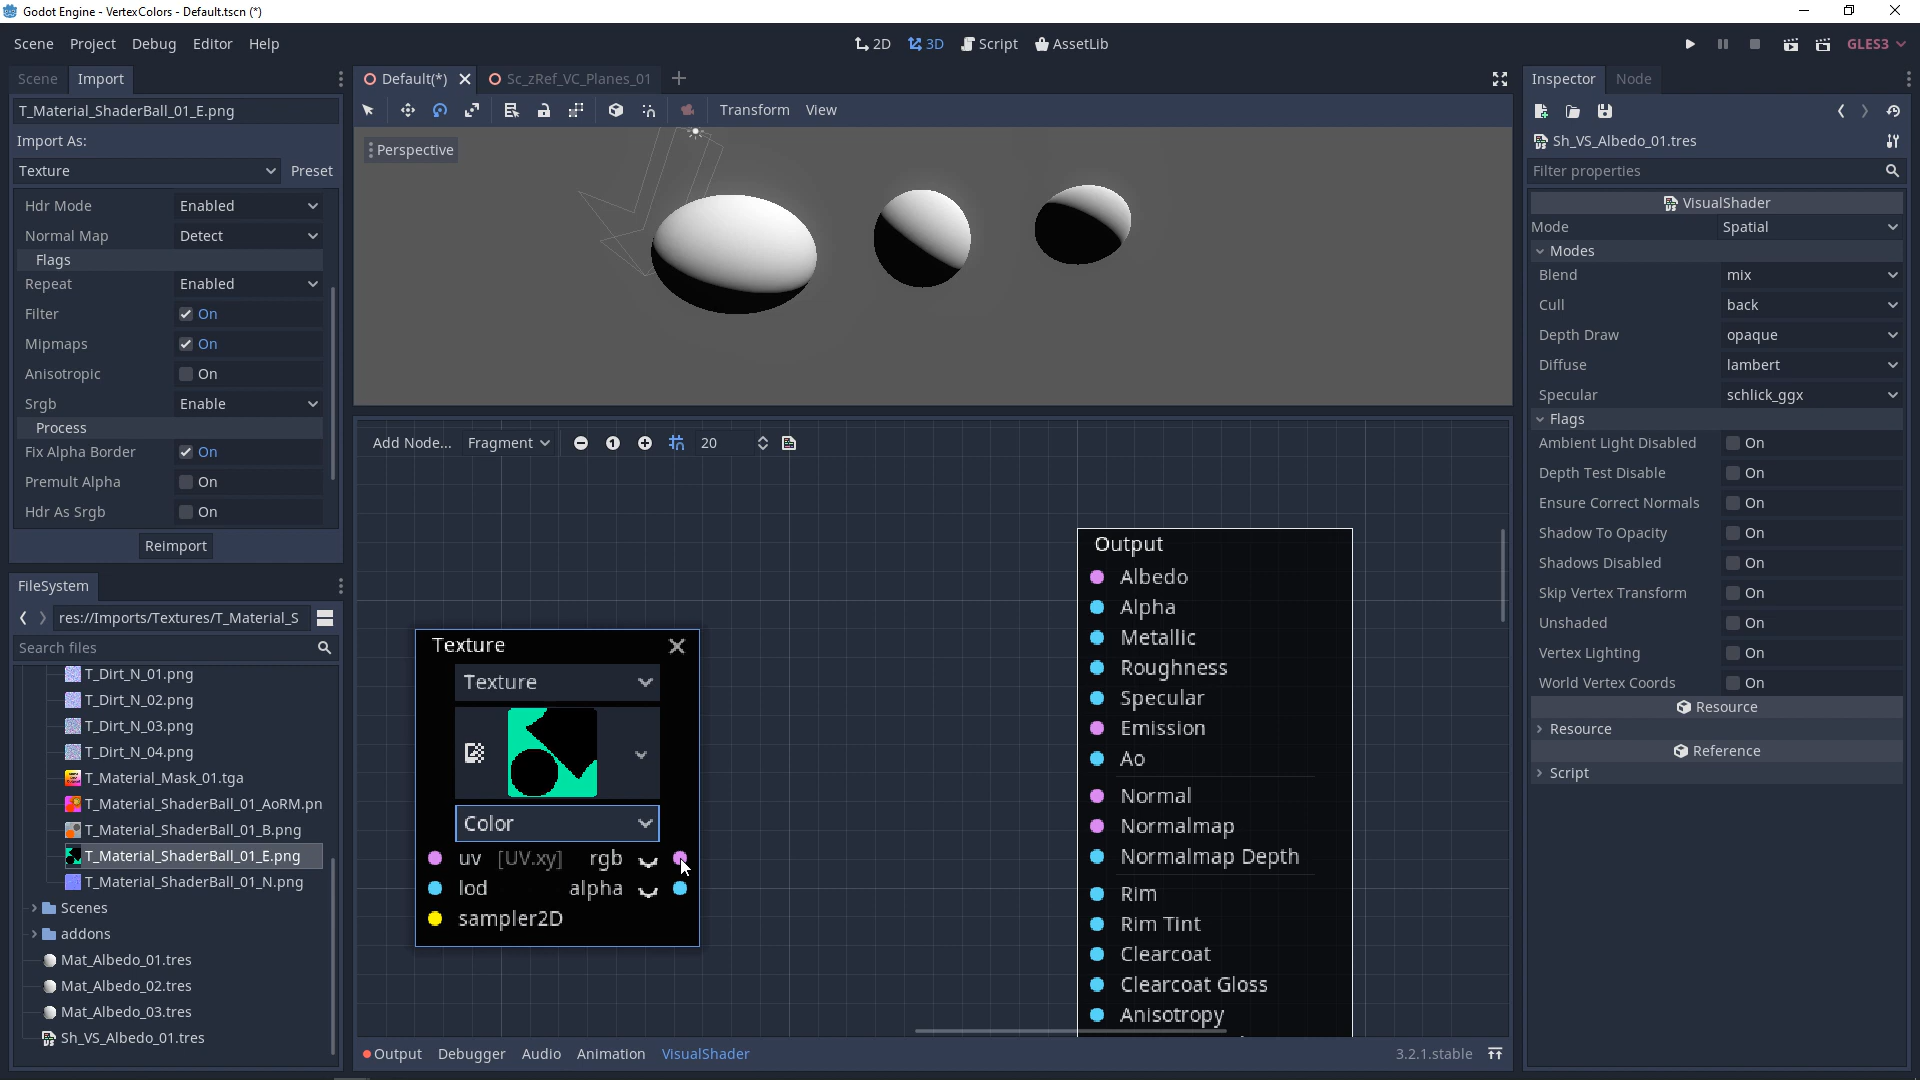 Godot Engine - VertexColors - Default.tscn (*)
Scene Project Debug Editor Help
2D 3D Script AssetLib
GLES3
Scene Import
T_Material_ShaderBall_01_E.png
Import As:
Texture Preset
Hdr Mode Enabled
Normal Map Detect
Flags
Repeat Enabled
Filter On
Mipmaps On
Anisotropic On
Srgb Enable
Process
Fix Alpha Border On
Premult Alpha On
Hdr As Srgb On
Reimport
FileSystem
res://Imports/Textures/T_Material_S
Search files
T_Dirt_N_01.png
T_Dirt_N_02.png
T_Dirt_N_03.png
T_Dirt_N_04.png
T_Material_Mask_01.tga
T_Material_ShaderBall_01_AoRM.pn
T_Material_ShaderBall_01_B.png
T_Material_ShaderBall_01_E.png
T_Material_ShaderBall_01_N.png
Scenes
addons
Mat_Albedo_01.tres
Mat_Albedo_02.tres
Mat_Albedo_03.tres
Sh_VS_Albedo_01.tres
Default(*) Sc_zRef_VC_Planes_01
Transform View
Perspective
Add Node... Fragment 1 20
Texture
Texture
Color
uv [UV.xy] rgb
lod alpha
sampler2D
Output
Albedo
Alpha
Metallic
Roughness
Specular
Emission
Ao
Normal
Normalmap
Normalmap Depth
Rim
Rim Tint
Clearcoat
Clearcoat Gloss
Anisotropy
Output Debugger Audio Animation VisualShader 3.2.1.stable
Inspector Node
Sh_VS_Albedo_01.tres
Filter properties
VisualShader
Mode Spatial
Modes
Blend mix
Cull back
Depth Draw opaque
Diffuse lambert
Specular schlick_ggx
Flags
Ambient Light Disabled On
Depth Test Disable On
Ensure Correct Normals On
Shadow To Opacity On
Shadows Disabled On
Skip Vertex Transform On
Unshaded On
Vertex Lighting On
World Vertex Coords On
Resource
Resource
Reference
Script